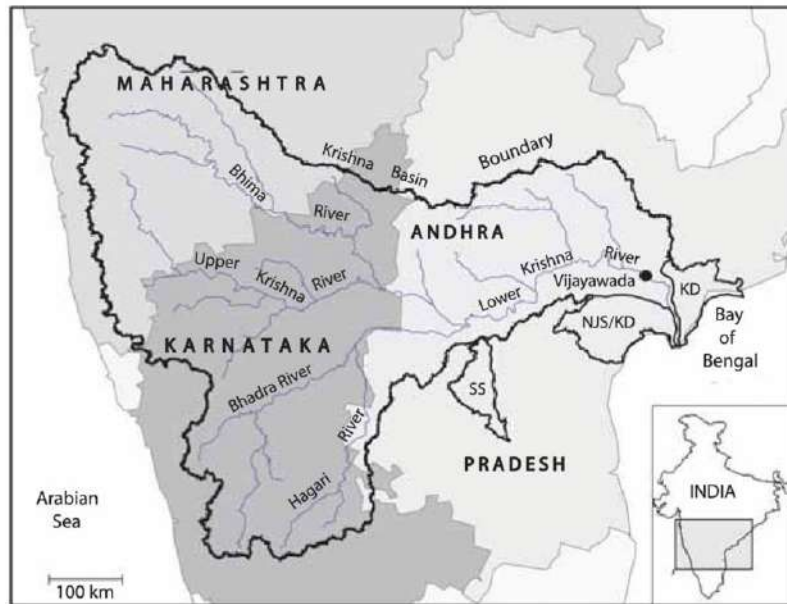 MAHĀRĀSHTRA
Krishna Basin Boundary
Bhima River
ANDHRA
Upper Krishna River
Lower Krishna River
Vijayawada
KD
NJS/KD
Bay
of
Bengal
KARNATAKA
Bhadra River
SS
River
Hagari
PRADESH
Arabian
Sea
INDIA
100 km